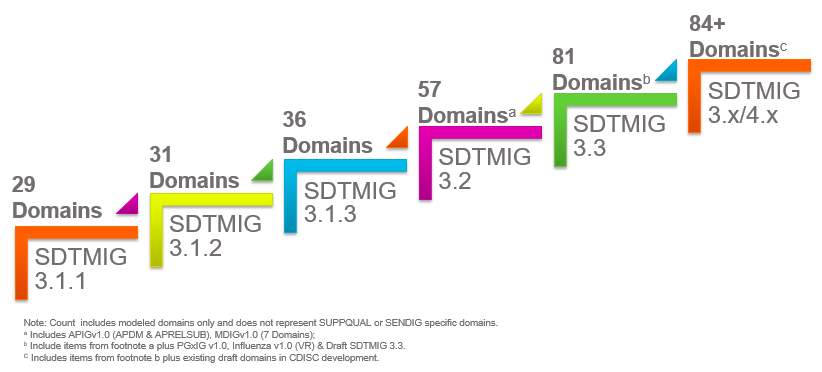 29
Domains
SDTMIG
3.1.1
31
Domains
SDTMIG
3.1.2
36
Domains
SDTMIG
3.1.3
57
Domainsᵃ
SDTMIG
3.2
81
Domainsᵇ
SDTMIG
3.3
84+
Domainsᶜ
SDTMIG
3.x/4.x
Note: Count includes modeled domains only and does not represent SUPPQUAL or SENDIG specific domains.
ᵃ Includes APIGv1.0 (APDM & APRELSUB), MDIGv1.0 (7 Domains);
ᵇ Include items from footnote a plus PGxIG v1.0, Influenza v1.0 (VR) & Draft SDTMIG 3.3.
ᶜ Includes items from footnote b plus existing draft domains in CDISC development.